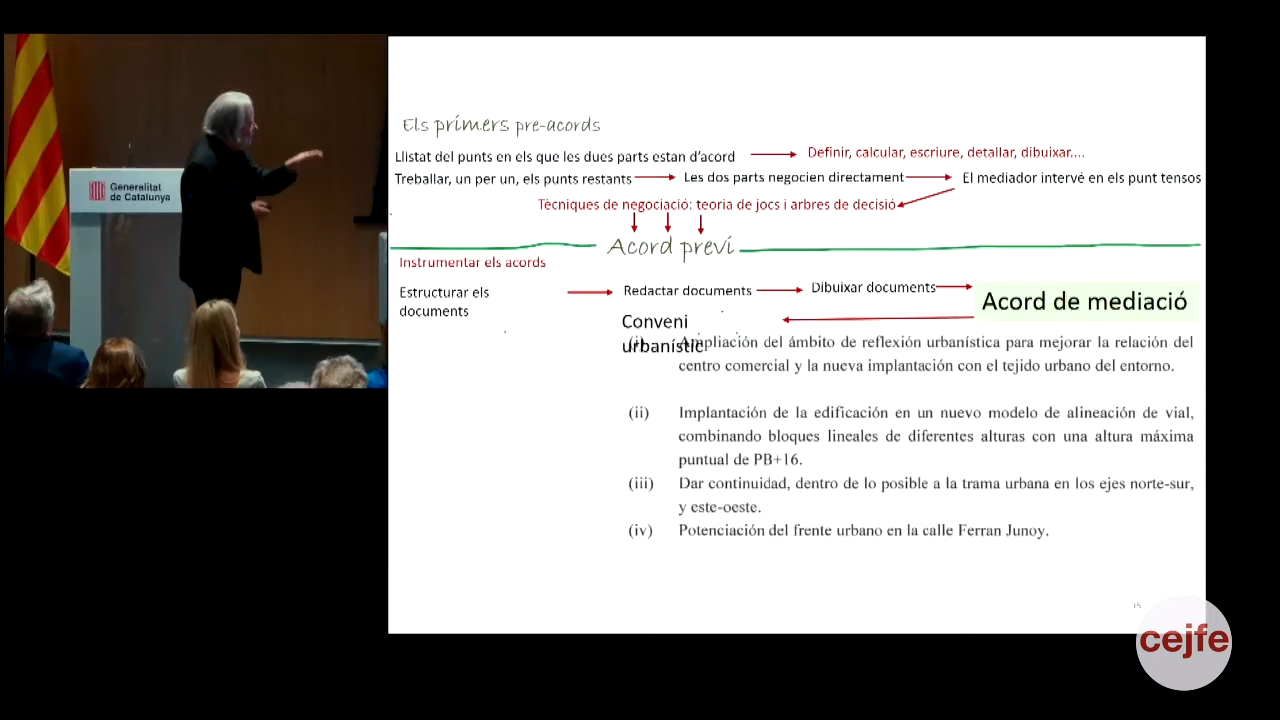 Generalitat
de Catalunya
Els primers pre-acords
Llistat del punts en els que les dues parts estan d'acord
Definir, calcular, escriure, detallar, dibuixar....
Treballar, un per un, els punts restants
Les dos parts negocien directament
El mediador intervé en els punt tensos
Tècniques de negociació: teoria de jocs i arbres de decisió
Acord previ
Instrumentar els acords
Estructurar els
documents
Redactar documents
Dibuixar documents
Acord de mediació
Conveni
urbanístic
(i) Ampliación del ámbito de reflexión urbanística para mejorar la relación del
centro comercial y la nueva implantación con el tejido urbano del entorno.
(ii) Implantación de la edificación en un nuevo modelo de alineación de vial,
combinando bloques lineales de diferentes alturas con una altura máxima
puntual de PB+16.
(iii) Dar continuidad, dentro de lo posible a la trama urbana en los ejes norte-sur,
y este-oeste.
(iv) Potenciación del frente urbano en la calle Ferran Junoy.
15
cejfe